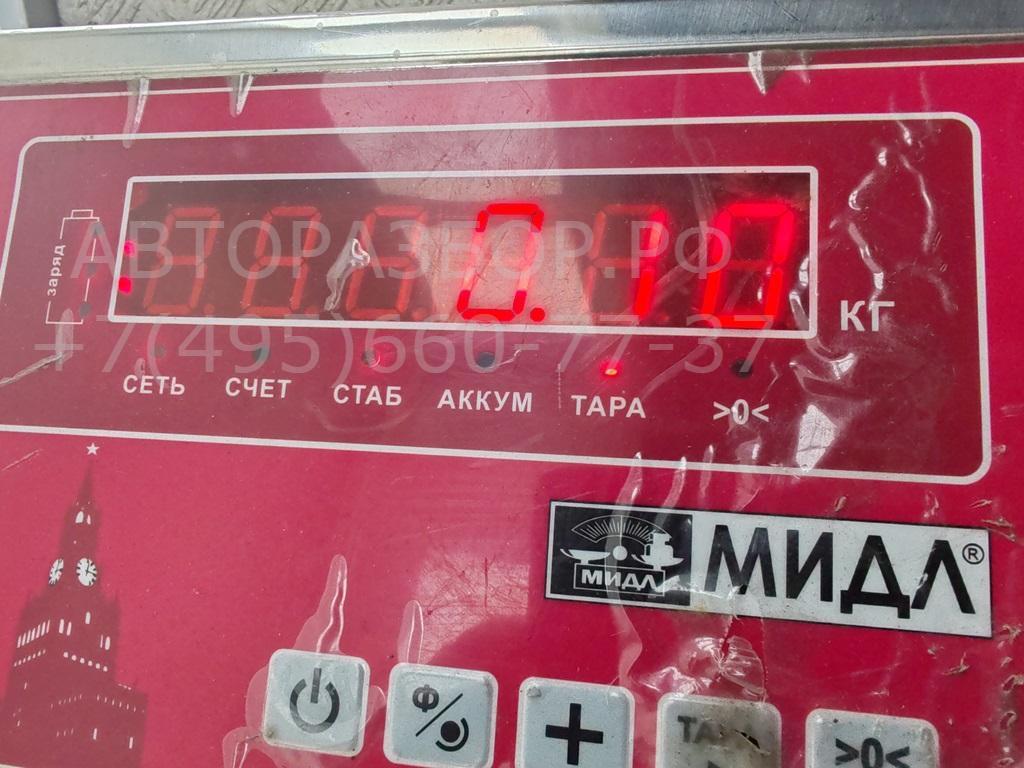 0.10
АВТОРАЗБОР.РФ
заряд
КГ
+7(495)660-77-37
СЕТЬ СЧЕТ СТАБ АККУМ ТАРА >0<
МИДЛ МИДЛ®
Ф
+
>0<